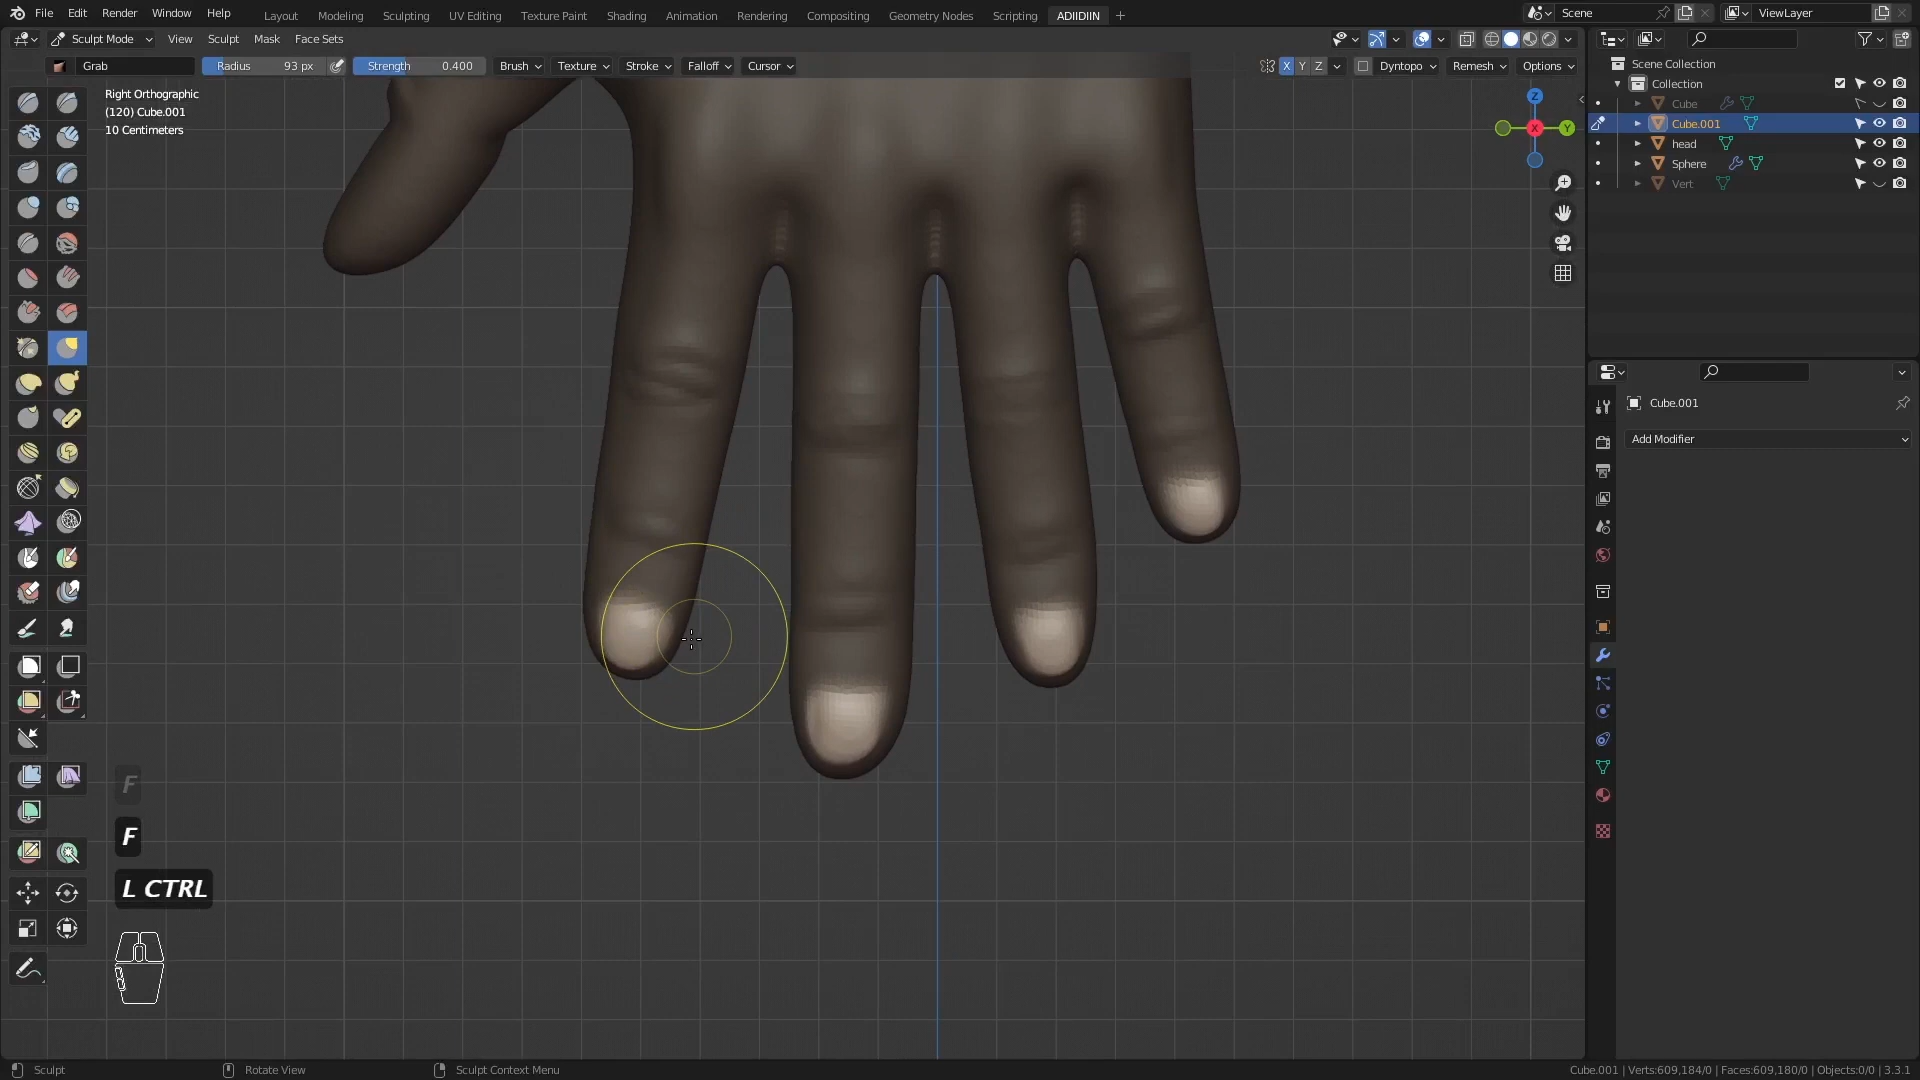 File Edit Render Window Help Layout Modeling Sculpting UV Editing Texture Paint Shading Animation Rendering Compositing Geometry Nodes Scripting ADIIDIIN + Scene ViewLayer
Sculpt Mode View Sculpt Mask Face Sets
Grab Radius 93 px Strength 0.400 Brush Texture Stroke Falloff Cursor X Y Z Dyntopo Remesh Options
Right Orthographic
(120) Cube.001
10 Centimeters
Z
Y
X
Scene Collection
Collection
Cube
Cube.001
head
Sphere
Vert
Cube.001
Add Modifier
F
F
L CTRL
Sculpt Rotate View Sculpt Context Menu Cube.001 | Verts:609,184/0 | Faces:609,180/0 | Objects:0/0 | 3.3.1